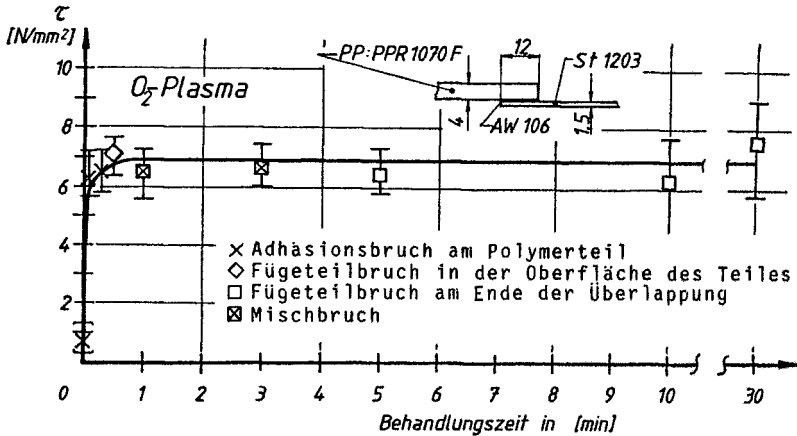 τ
[N/mm²]
10
8
6
4
2
0
O₂-Plasma
PP:PPR 1070 F
12
St 1203
4
AW 106
1.5
× Adhäsionsbruch am Polymerteil
◇ Fügeteilbruch in der Oberfläche des Teiles
□ Fügeteilbruch am Ende der Überlappung
⊠ Mischbruch
1 2 3 4 5 6 7 8 9 10 30
Behandlungszeit in [min]